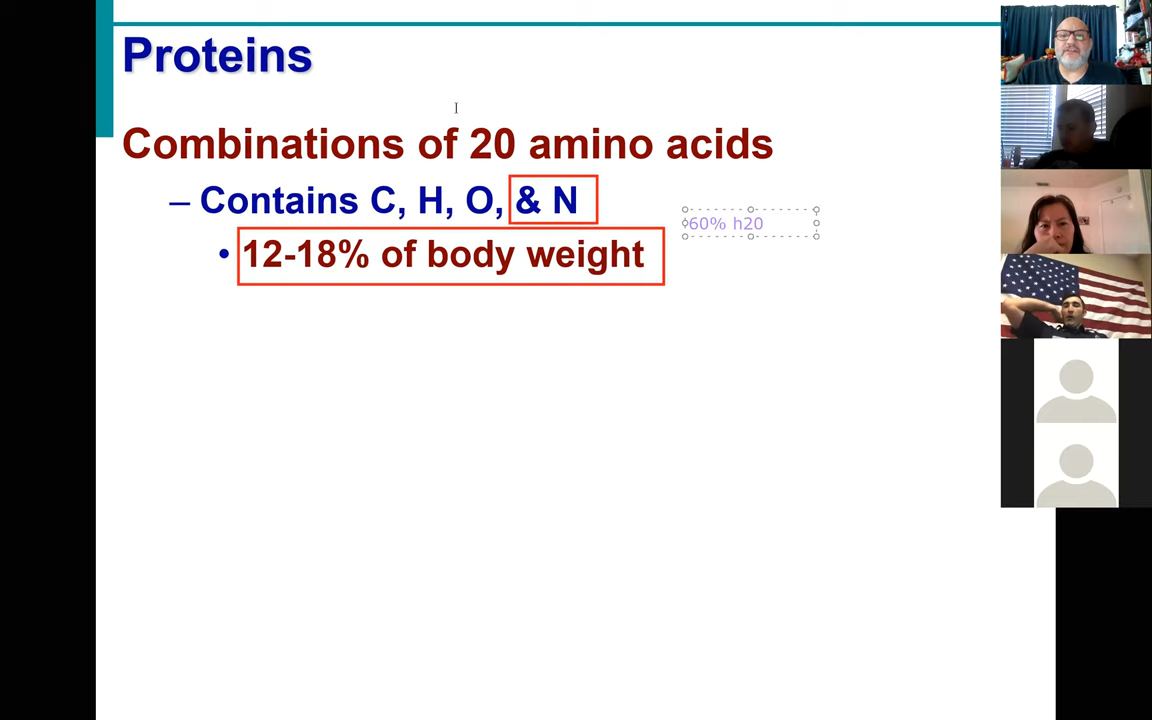 Proteins
Combinations of 20 amino acids
– Contains C, H, O, & N
60% h20
• 12-18% of body weight